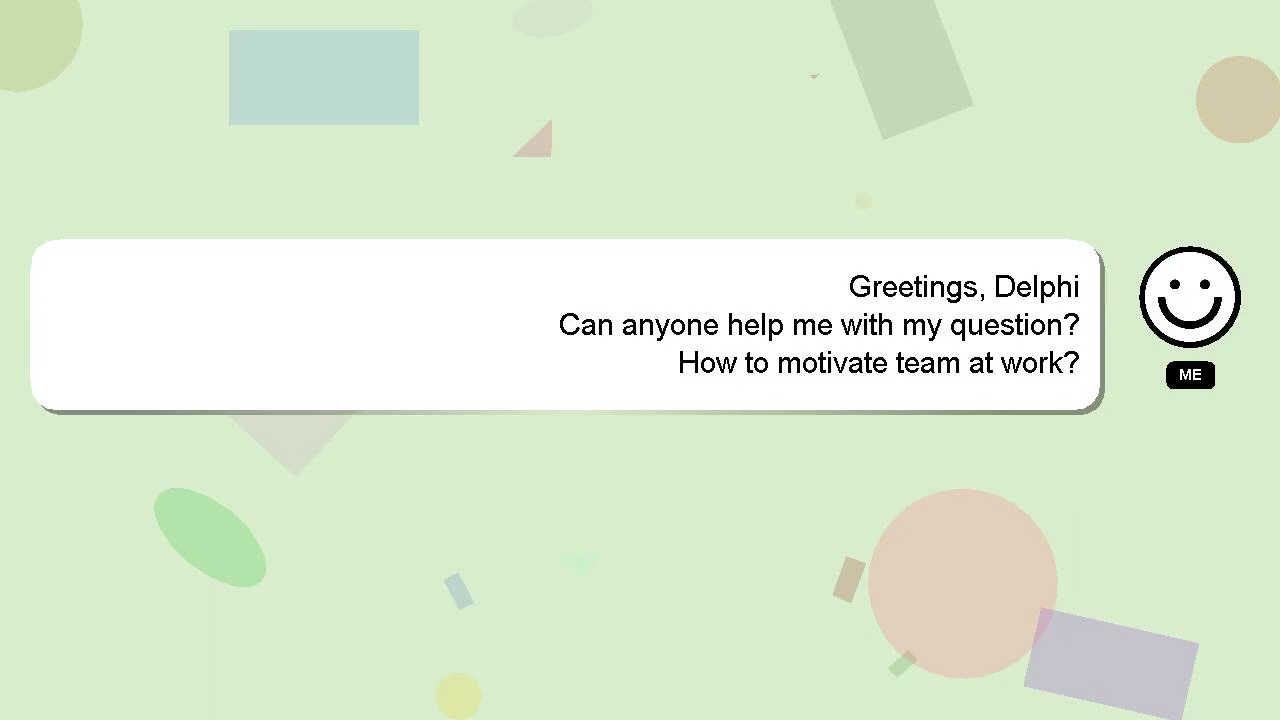 Greetings, Delphi
Can anyone help me with my question?
How to motivate team at work?
ME